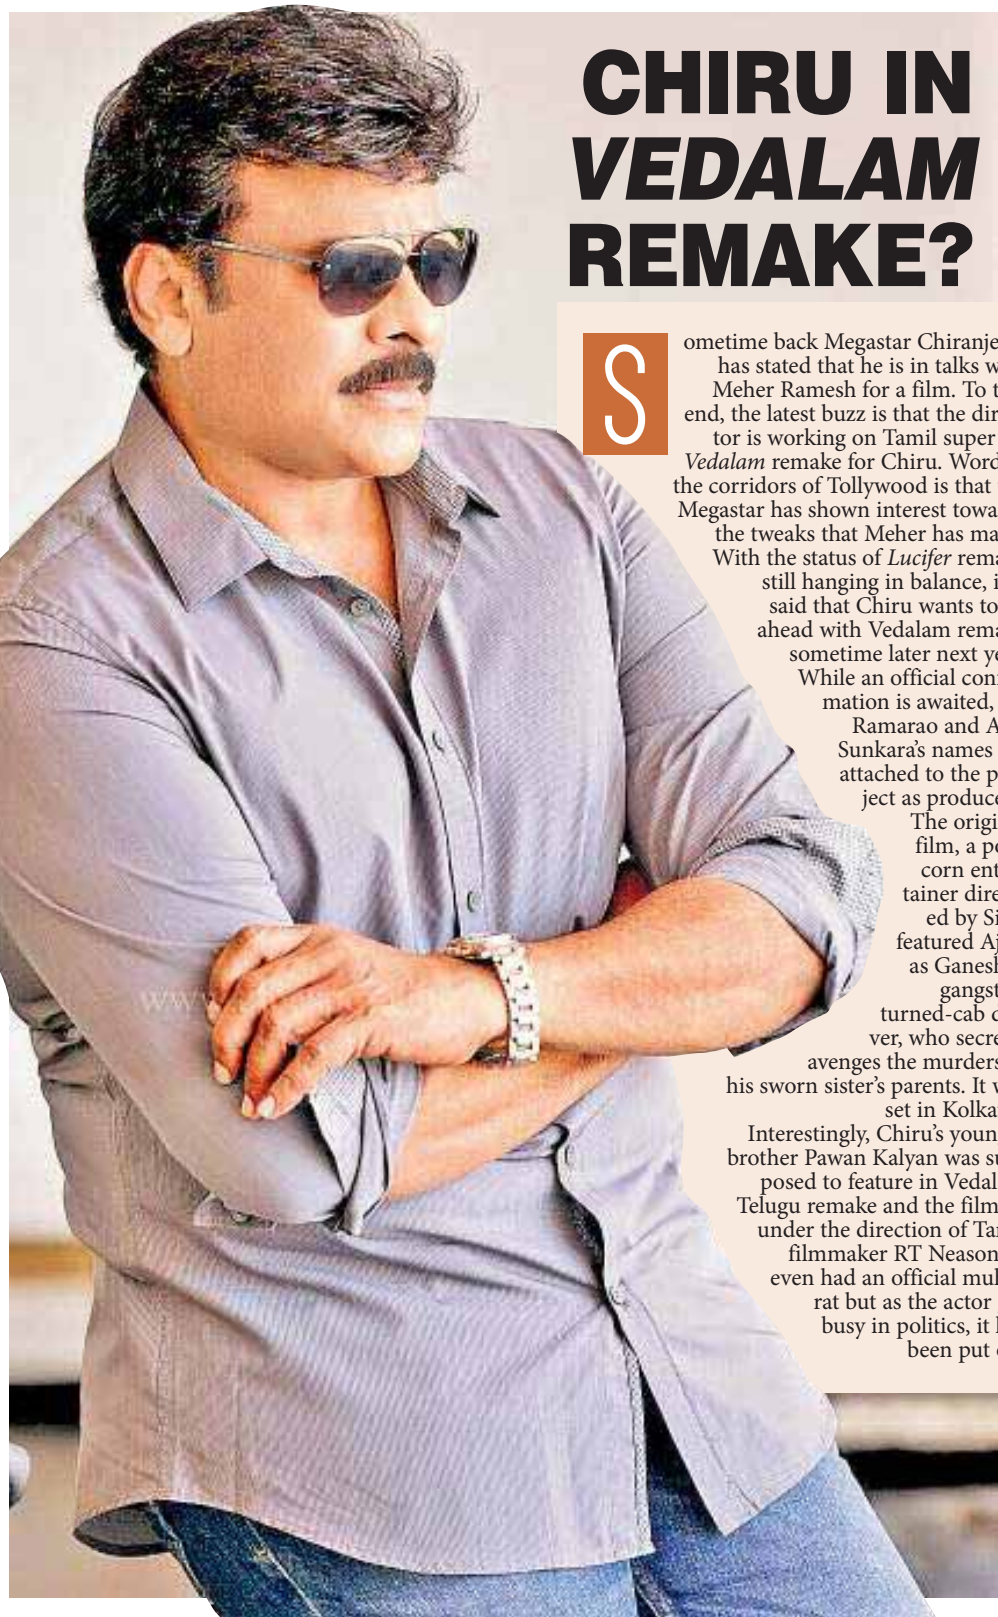 CHIRU IN
VEDALAM
REMAKE?
Sometime back Megastar Chiranje
has stated that he is in talks w
Meher Ramesh for a film. To t
end, the latest buzz is that the dir
tor is working on Tamil super
Vedalam remake for Chiru. Word
the corridors of Tollywood is that
Megastar has shown interest towa
the tweaks that Meher has ma
With the status of Lucifer rema
still hanging in balance, i
said that Chiru wants to
ahead with Vedalam rema
sometime later next ye
While an official con
mation is awaited,
Ramarao and A
Sunkara’s names
attached to the p
ject as produce
The origi
film, a po
corn ent
tainer dire
ed by Si
featured Aj
as Ganesh
gangst
turned-cab d
ver, who secre
avenges the murders
his sworn sister’s parents. It w
set in Kolka
Interestingly, Chiru’s youn
brother Pawan Kalyan was su
posed to feature in Vedal
Telugu remake and the film
under the direction of Ta
filmmaker RT Neason
even had an official mu
rat but as the actor
busy in politics, it h
been put
www